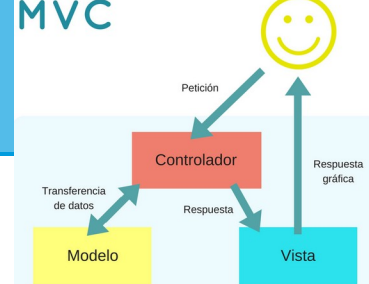 MVC
Petición
Controlador
Respuesta
gráfica
Transferencia
de datos
Respuesta
Modelo
Vista